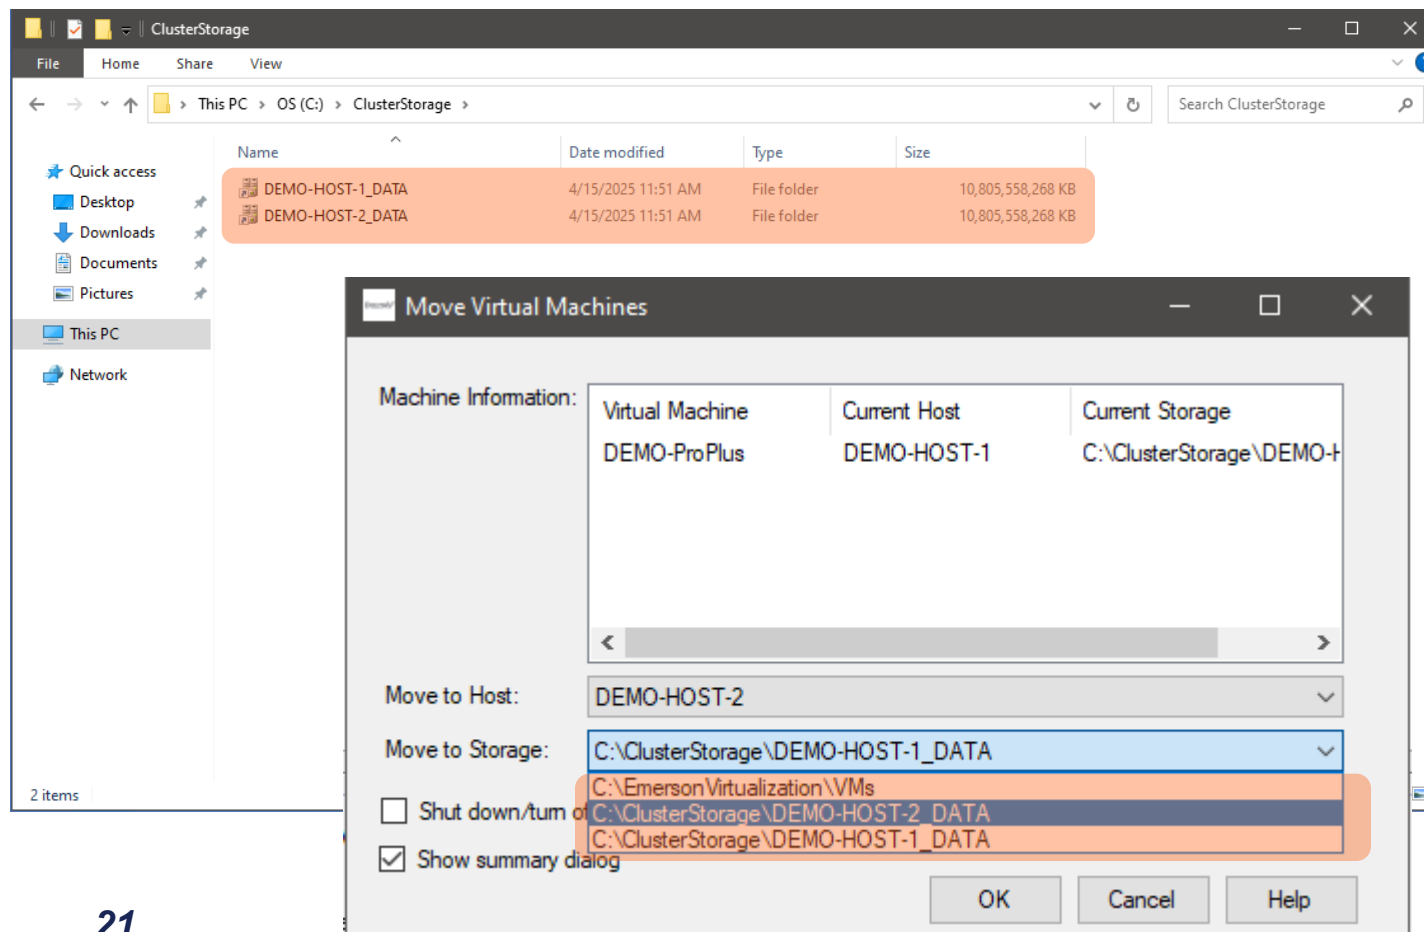 ClusterStorage
File Home Share View
This PC > OS (C:) > ClusterStorage >
Search ClusterStorage
Name Date modified Type Size
Quick access
Desktop
Downloads
Documents
Pictures
This PC
Network
DEMO-HOST-1_DATA 4/15/2025 11:51 AM File folder 10,805,558,268 KB
DEMO-HOST-2_DATA 4/15/2025 11:51 AM File folder 10,805,558,268 KB
2 items
Move Virtual Machines
Machine Information:
Virtual Machine Current Host Current Storage
DEMO-ProPlus DEMO-HOST-1 C:\ClusterStorage\DEMO-H
Move to Host: DEMO-HOST-2
Move to Storage: C:\ClusterStorage\DEMO-HOST-1_DATA
C:\EmersonVirtualization\VMs
C:\ClusterStorage\DEMO-HOST-2_DATA
C:\ClusterStorage\DEMO-HOST-1_DATA
Shut down/turn of
Show summary dialog
OK Cancel Help
21